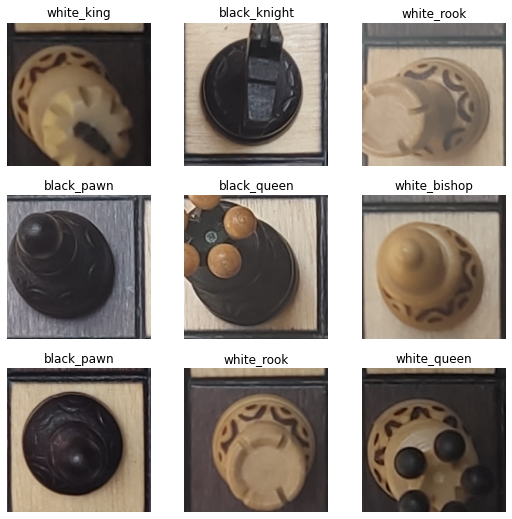 white_king
black_knight
white_rook
black_pawn
black_queen
white_bishop
black_pawn
white_rook
white_queen